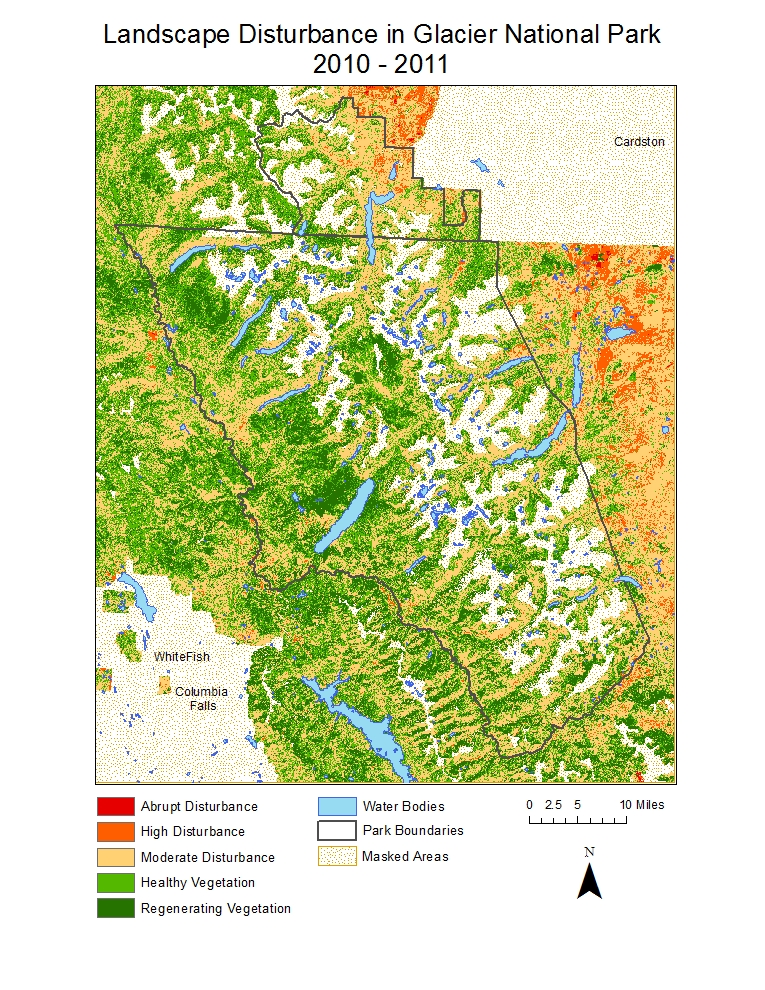 Landscape Disturbance in Glacier National Park
2010 - 2011
Cardston
WhiteFish
Columbia
Falls
Abrupt Disturbance
High Disturbance
Moderate Disturbance
Healthy Vegetation
Regenerating Vegetation
Water Bodies
Park Boundaries
Masked Areas
0 2.5 5 10 Miles
N